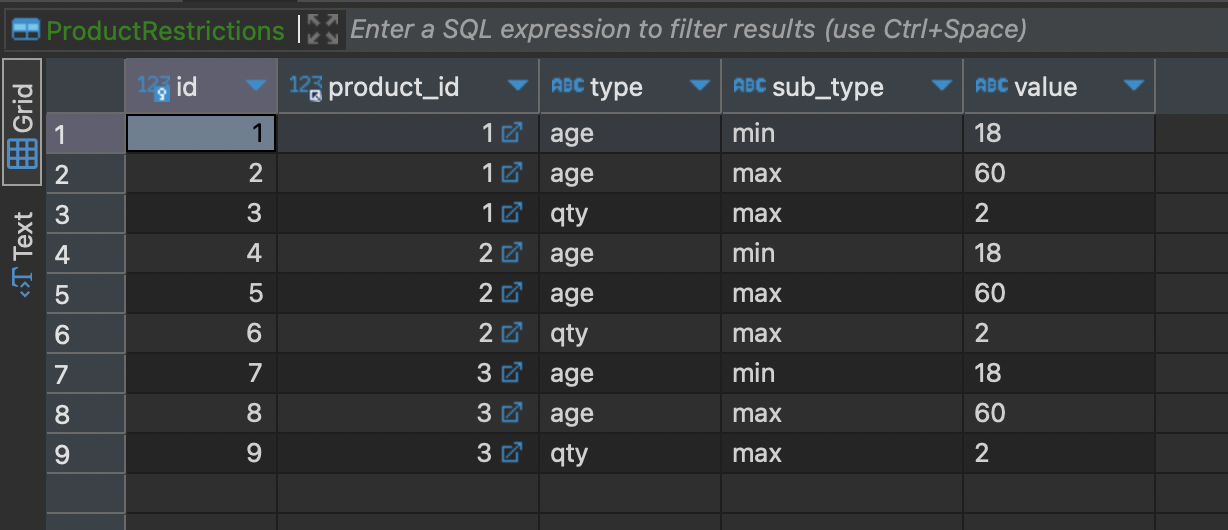 ProductRestrictions Enter a SQL expression to filter results (use Ctrl+Space)
Grid
Text
123 id 123 product_id ABC type ABC sub_type ABC value
1 1 1 age min 18
2 2 1 age max 60
3 3 1 qty max 2
4 4 2 age min 18
5 5 2 age max 60
6 6 2 qty max 2
7 7 3 age min 18
8 8 3 age max 60
9 9 3 qty max 2